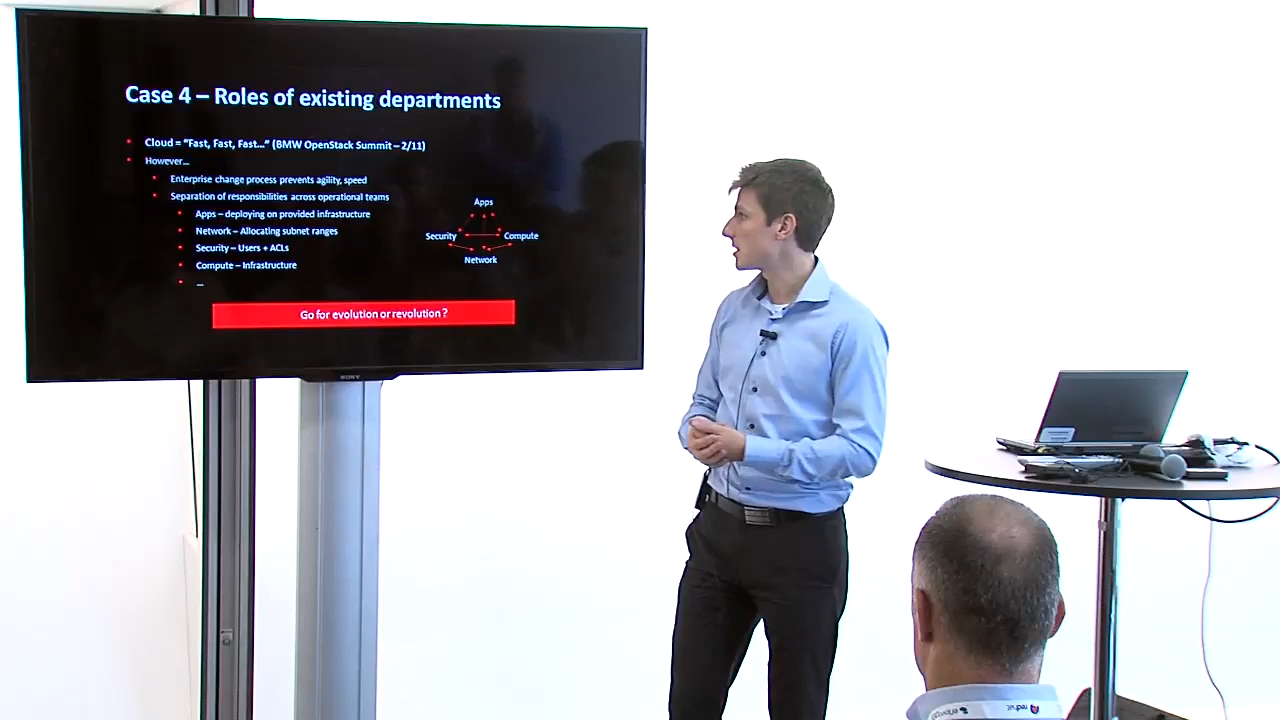 Case 4 – Roles of existing departments
Cloud = “Fast, Fast, Fast…” (BMW OpenStack Summit – 2/11)
However…
Enterprise change process prevents agility, speed
Separation of responsibilities across operational teams
Apps – deploying on provided infrastructure
Network – Allocating subnet ranges
Security – Users + ACLs
Compute – Infrastructure
…
Apps
Security
Compute
Network
Go for evolution or revolution ?
SONY
redhat